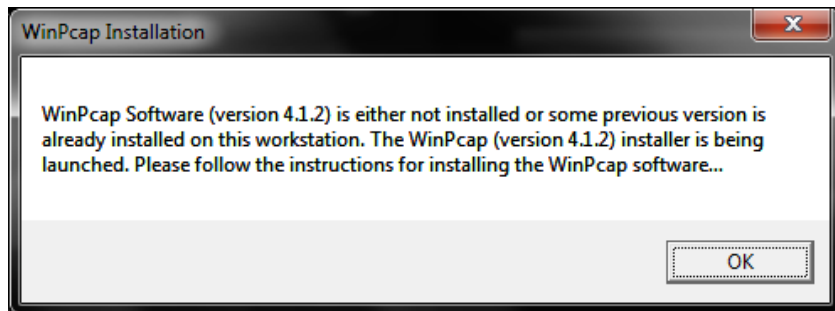 WinPcap Installation
WinPcap Software (version 4.1.2) is either not installed or some previous version is
already installed on this workstation. The WinPcap (version 4.1.2) installer is being
launched. Please follow the instructions for installing the WinPcap software...
OK